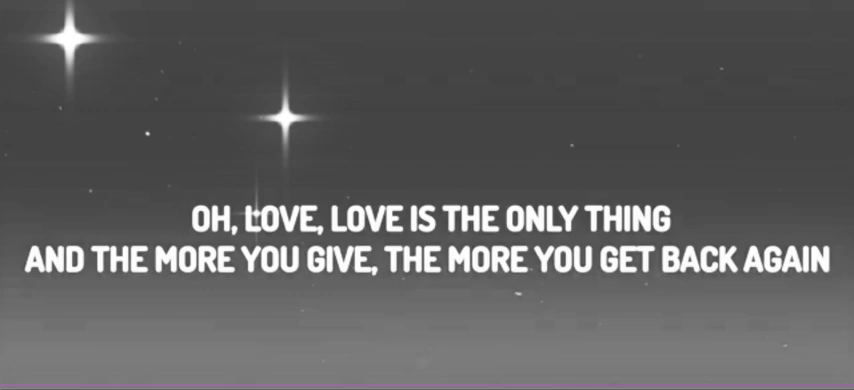 OH, LOVE, LOVE IS THE ONLY THING
AND THE MORE YOU GIVE, THE MORE YOU GET BACK AGAIN